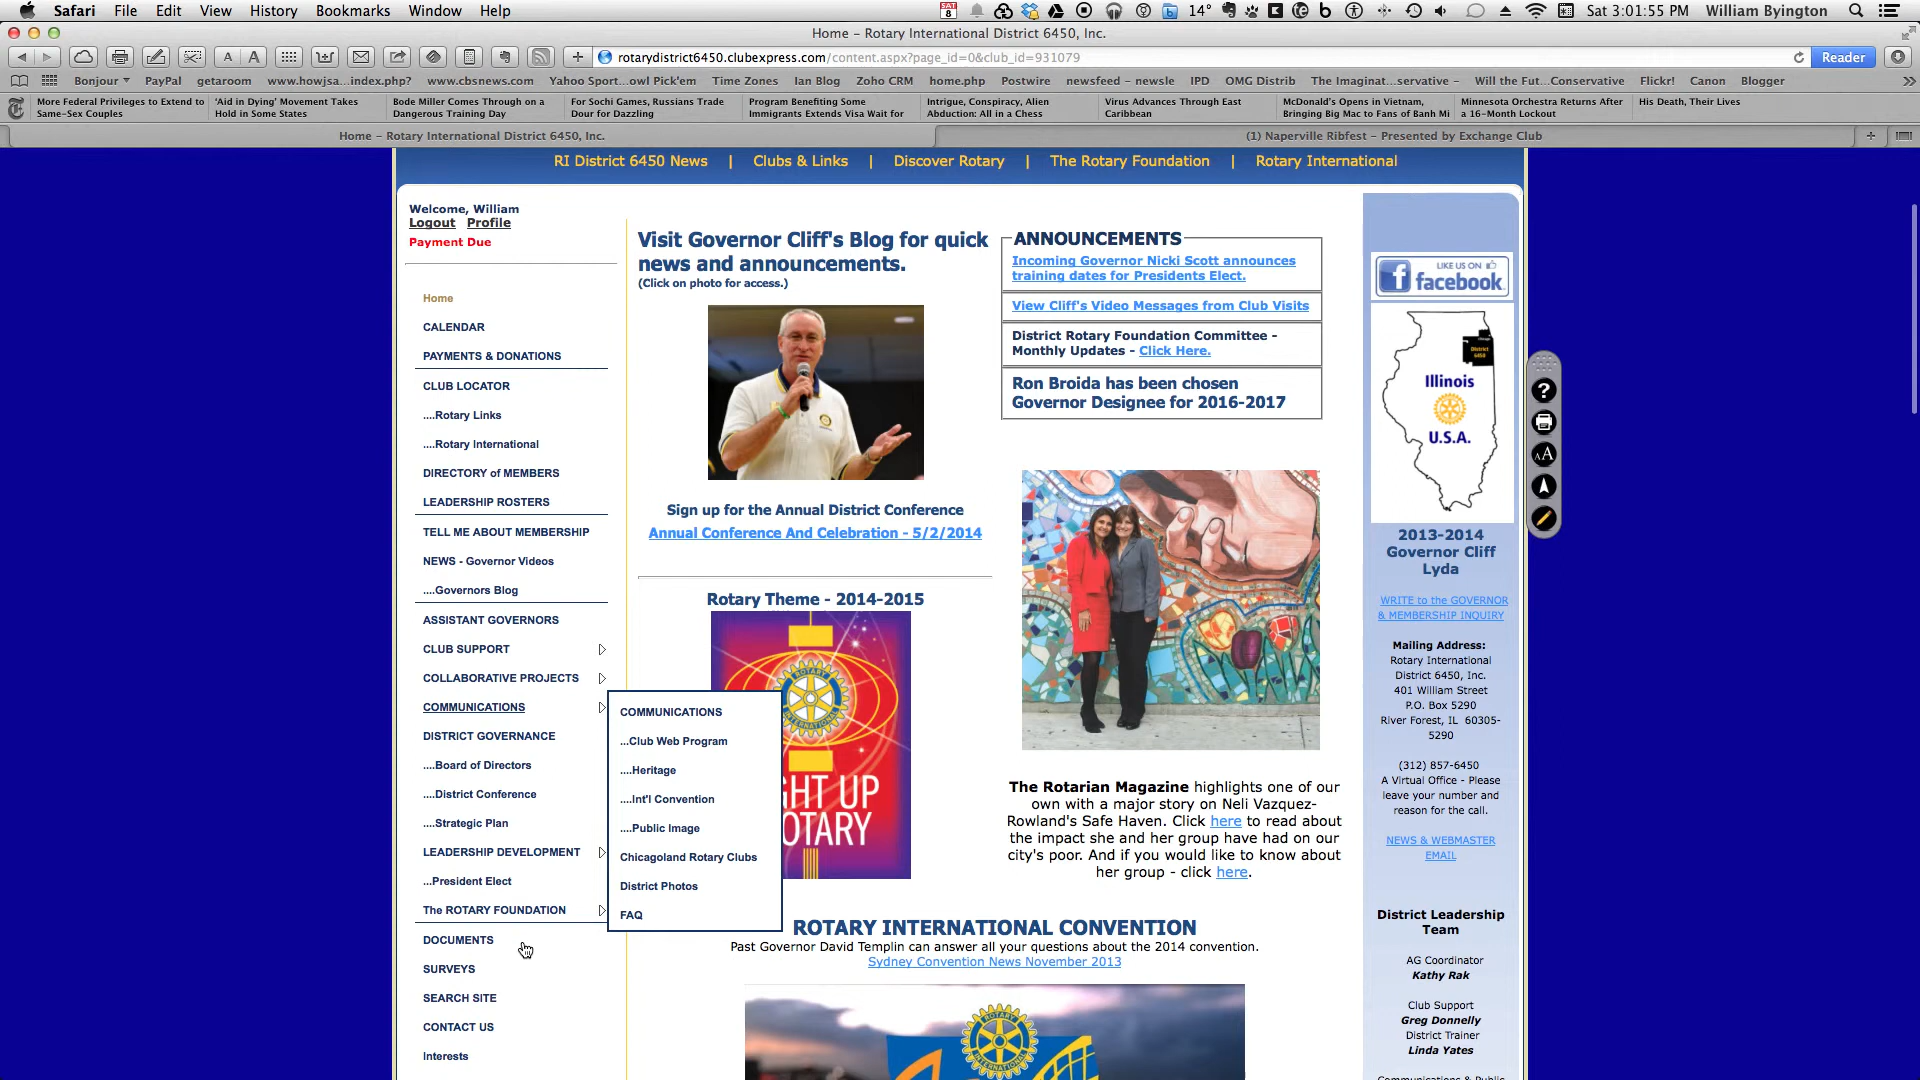 Safari File Edit View History Bookmarks Window Help
SAT 8
14°
Sat 3:01:55 PM William Byington
Home – Rotary International District 6450, Inc.
A A
rotarydistrict6450.clubexpress.com/content.aspx?page_id=0&club_id=931079
Reader
Bonjour PayPal getaroom www.howjsa...index.php? www.cbsnews.com Yahoo Sport...owl Pick'em Time Zones Ian Blog Zoho CRM home.php Postwire newsfeed – newsle IPD OMG Distrib The Imaginat...servative – Will the Fut...Conservative Flickr! Canon Blogger
More Federal Privileges to Extend to Same-Sex Couples
'Aid in Dying' Movement Takes Hold in Some States
Bode Miller Comes Through on a Dangerous Training Day
For Sochi Games, Russians Trade Dour for Dazzling
Program Benefiting Some Immigrants Extends Visa Wait for
Intrigue, Conspiracy, Alien Abduction: All in a Chess
Virus Advances Through East Caribbean
McDonald's Opens in Vietnam, Bringing Big Mac to Fans of Banh Mi
Minnesota Orchestra Returns After a 16-Month Lockout
His Death, Their Lives
Home – Rotary International District 6450, Inc.
(1) Naperville Ribfest – Presented by Exchange Club
RI District 6450 News | Clubs & Links | Discover Rotary | The Rotary Foundation | Rotary International
Welcome, William
Logout Profile
Payment Due
Home
CALENDAR
PAYMENTS & DONATIONS
CLUB LOCATOR
....Rotary Links
....Rotary International
DIRECTORY of MEMBERS
LEADERSHIP ROSTERS
TELL ME ABOUT MEMBERSHIP
NEWS - Governor Videos
....Governors Blog
ASSISTANT GOVERNORS
CLUB SUPPORT
COLLABORATIVE PROJECTS
COMMUNICATIONS
DISTRICT GOVERNANCE
....Board of Directors
....District Conference
....Strategic Plan
LEADERSHIP DEVELOPMENT
...President Elect
The ROTARY FOUNDATION
DOCUMENTS
SURVEYS
SEARCH SITE
CONTACT US
Interests
COMMUNICATIONS
...Club Web Program
....Heritage
....Int'l Convention
....Public Image
Chicagoland Rotary Clubs
District Photos
FAQ
Visit Governor Cliff's Blog for quick
news and announcements.
(Click on photo for access.)
Sign up for the Annual District Conference
Annual Conference And Celebration - 5/2/2014
Rotary Theme - 2014-2015
ROTARY
INTERNATIONAL
GHT UP
OTARY
ANNOUNCEMENTS
Incoming Governor Nicki Scott announces
training dates for Presidents Elect.
View Cliff's Video Messages from Club Visits
District Rotary Foundation Committee -
Monthly Updates - Click Here.
Ron Broida has been chosen
Governor Designee for 2016-2017
The Rotarian Magazine highlights one of our
own with a major story on Neli Vazquez-
Rowland's Safe Haven. Click here to read about
the impact she and her group have had on our
city's poor. And if you would like to know about
her group - click here.
ROTARY INTERNATIONAL CONVENTION
Past Governor David Templin can answer all your questions about the 2014 convention.
Sydney Convention News November 2013
ROTARY
INTERNATIONAL
LIKE US ON
facebook
District
6450
Illinois
U.S.A.
2013-2014
Governor Cliff
Lyda
WRITE to the GOVERNOR
& MEMBERSHIP INQUIRY
Mailing Address:
Rotary International
District 6450, Inc.
401 William Street
P.O. Box 5290
River Forest, IL 60305-
5290
(312) 857-6450
A Virtual Office - Please
leave your number and
reason for the call.
NEWS & WEBMASTER
EMAIL
District Leadership
Team
AG Coordinator
Kathy Rak
Club Support
Greg Donnelly
District Trainer
Linda Yates
Communications & Public
?
AA